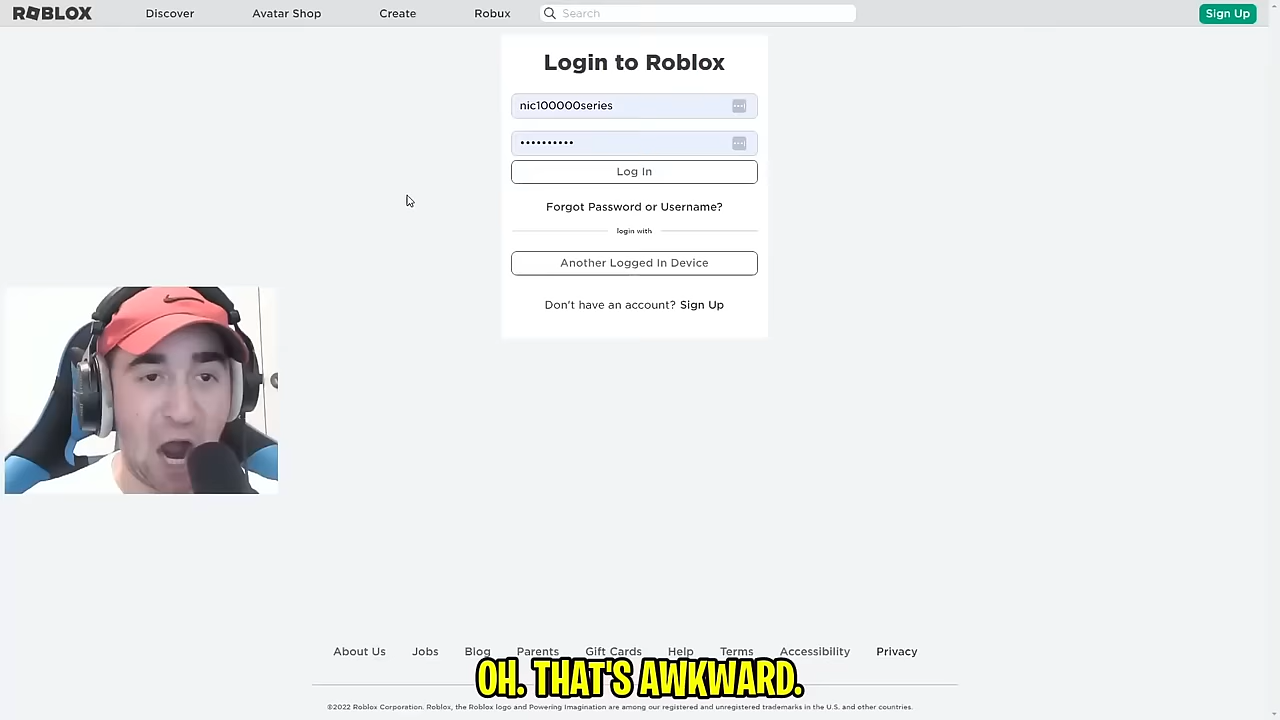 ROBLOX Discover Avatar Shop Create Robux Search Sign Up
Login to Roblox
nic100000series
••••••••••
Log In
Forgot Password or Username?
login with
Another Logged In Device
Don't have an account? Sign Up
About Us Jobs Blog Parents Gift Cards Help Terms Accessibility Privacy
OH. THAT'S AWKWARD.
©2022 Roblox Corporation. Roblox, the Roblox logo and Powering Imagination are among our registered and unregistered trademarks in the U.S. and other countries.